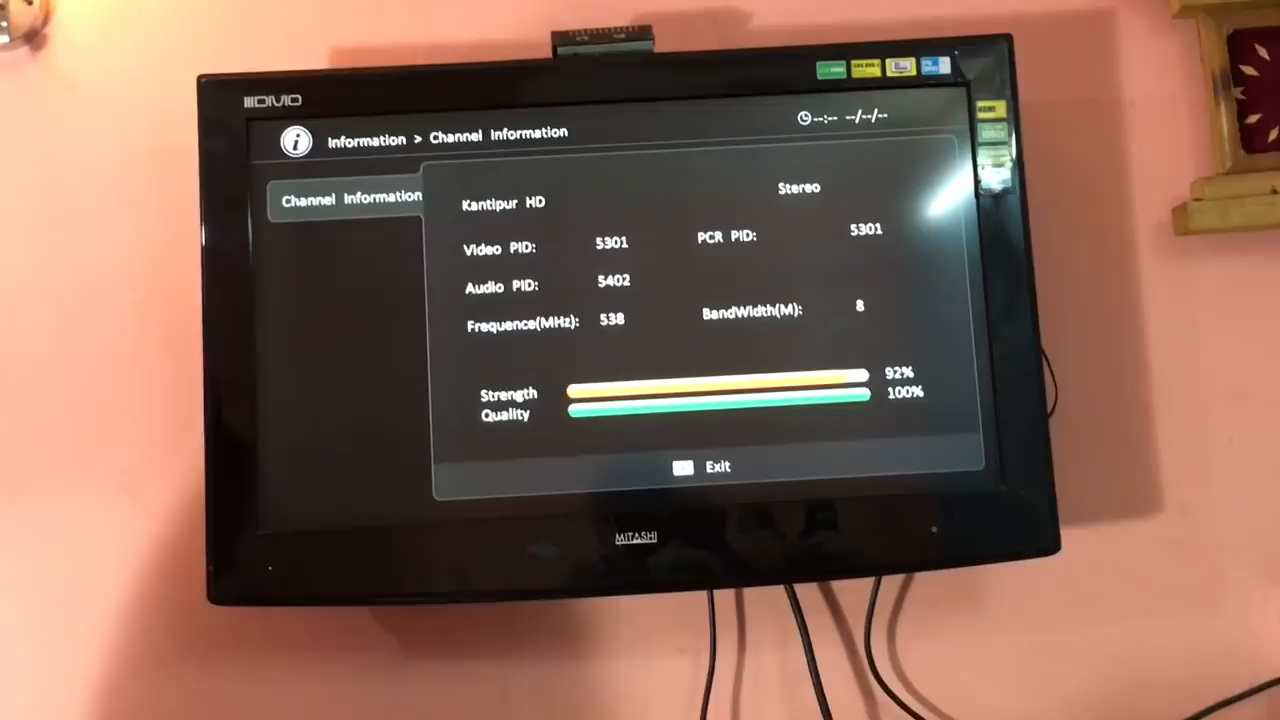 DIVIO
Information > Channel Information
--:-- --/--/--
Channel Information
Kantipur HD
Stereo
Video PID: 5301 PCR PID: 5301
Audio PID: 5402
Frequence(MHz): 538 BandWidth(M): 8
Strength 92%
Quality 100%
Exit
MITASHI